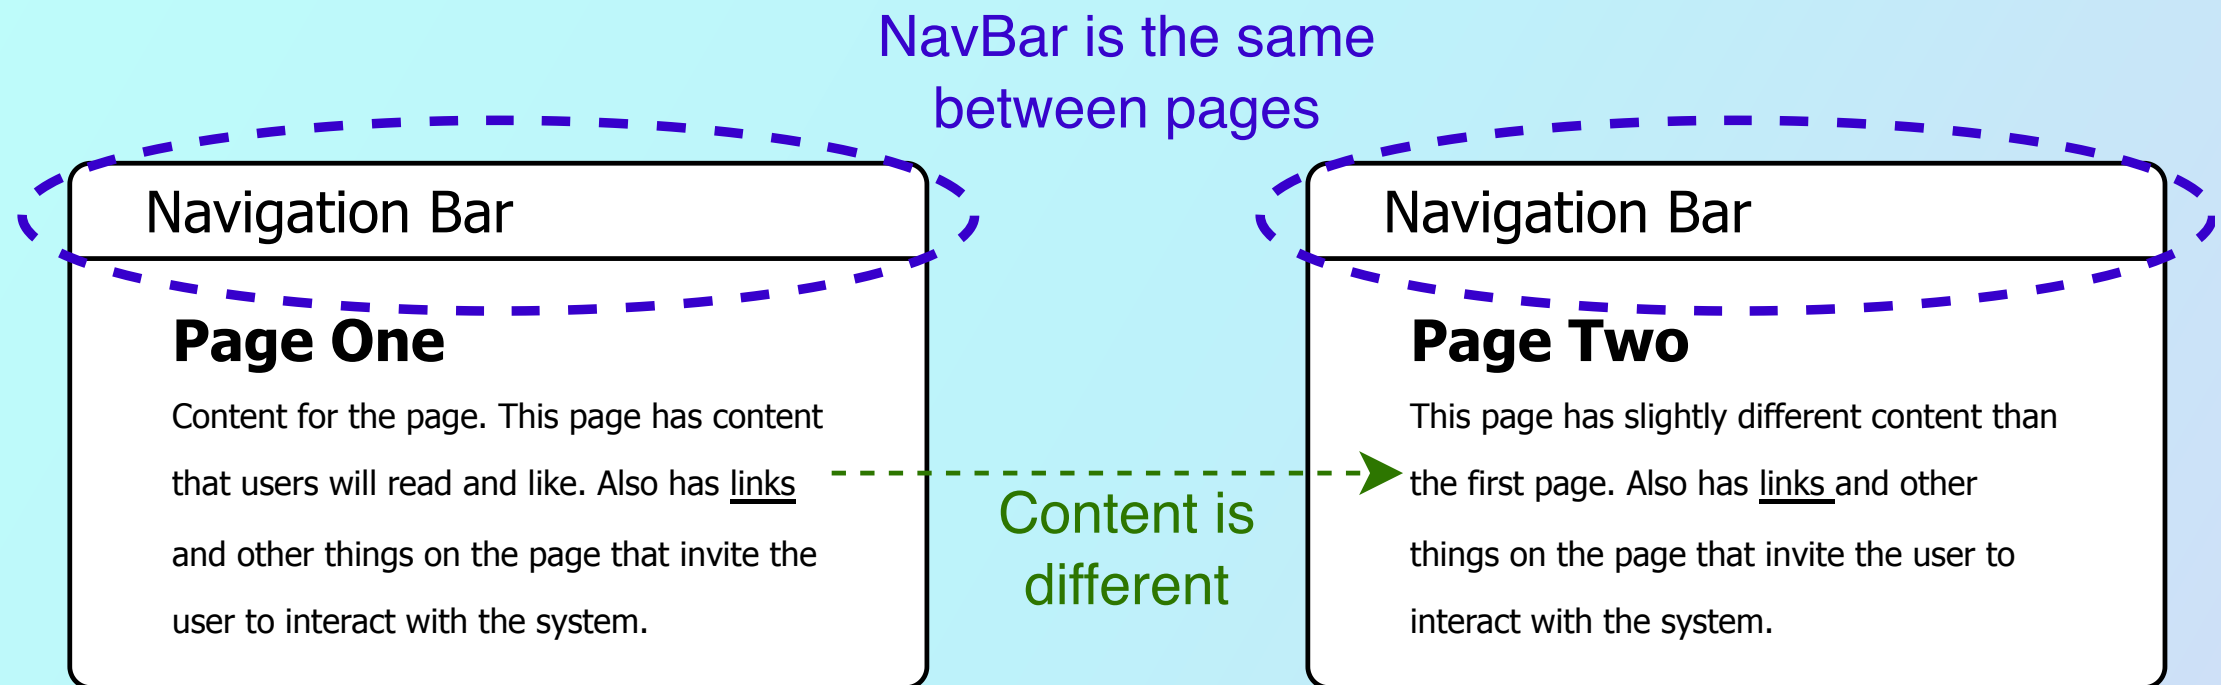 NavBar is the same
between pages
Navigation Bar
Page One
Content for the page. This page has content
that users will read and like. Also has links
and other things on the page that invite the
user to interact with the system.
Content is
different
Navigation Bar
Page Two
This page has slightly different content than
the first page. Also has links and other
things on the page that invite the user to
interact with the system.